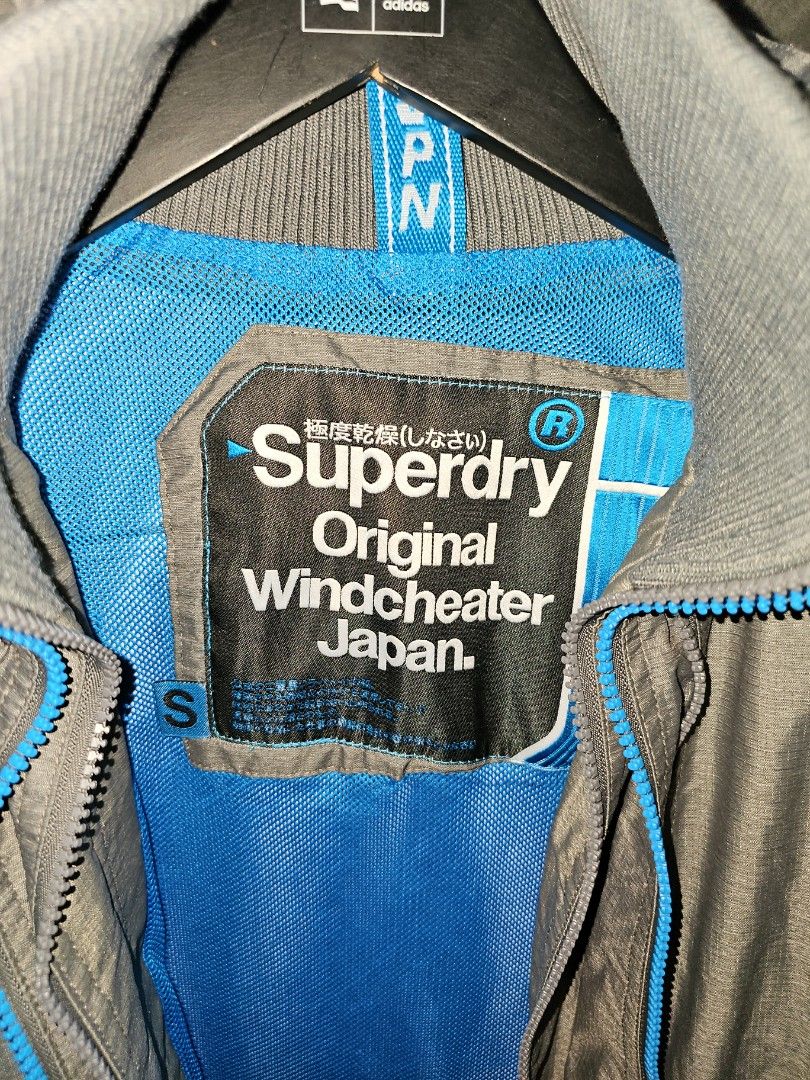 adidas
JPN
極度乾燥(しなさい)
®
Superdry
Original
Windcheater
Japan.
S